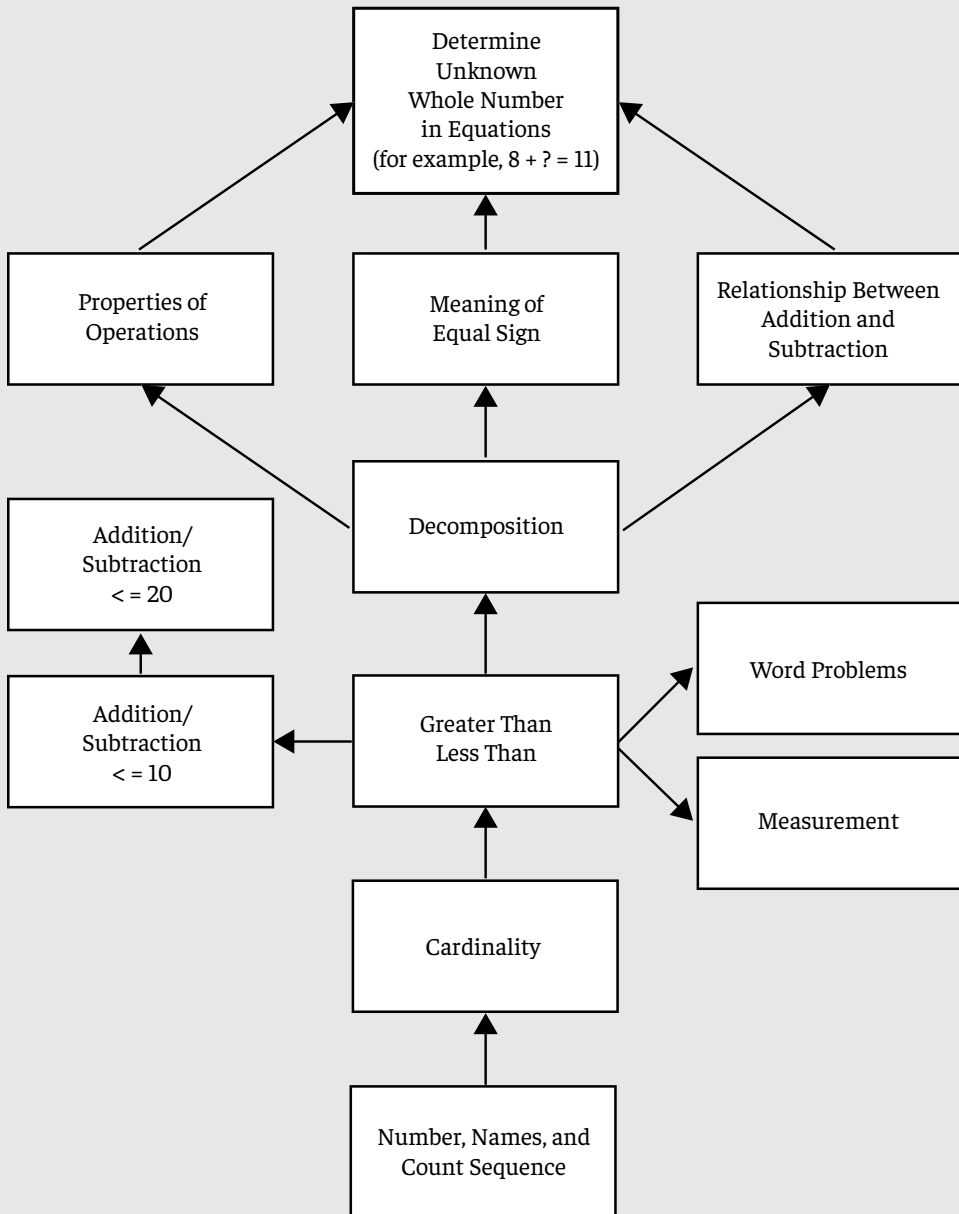 Determine
Unknown
Whole Number
in Equations
(for example, 8 + ? = 11)
Properties of
Operations
Meaning of
Equal Sign
Relationship Between
Addition and
Subtraction
Decomposition
Addition/
Subtraction
< = 20
Word Problems
Addition/
Subtraction
< = 10
Greater Than
Less Than
Measurement
Cardinality
Number, Names, and
Count Sequence